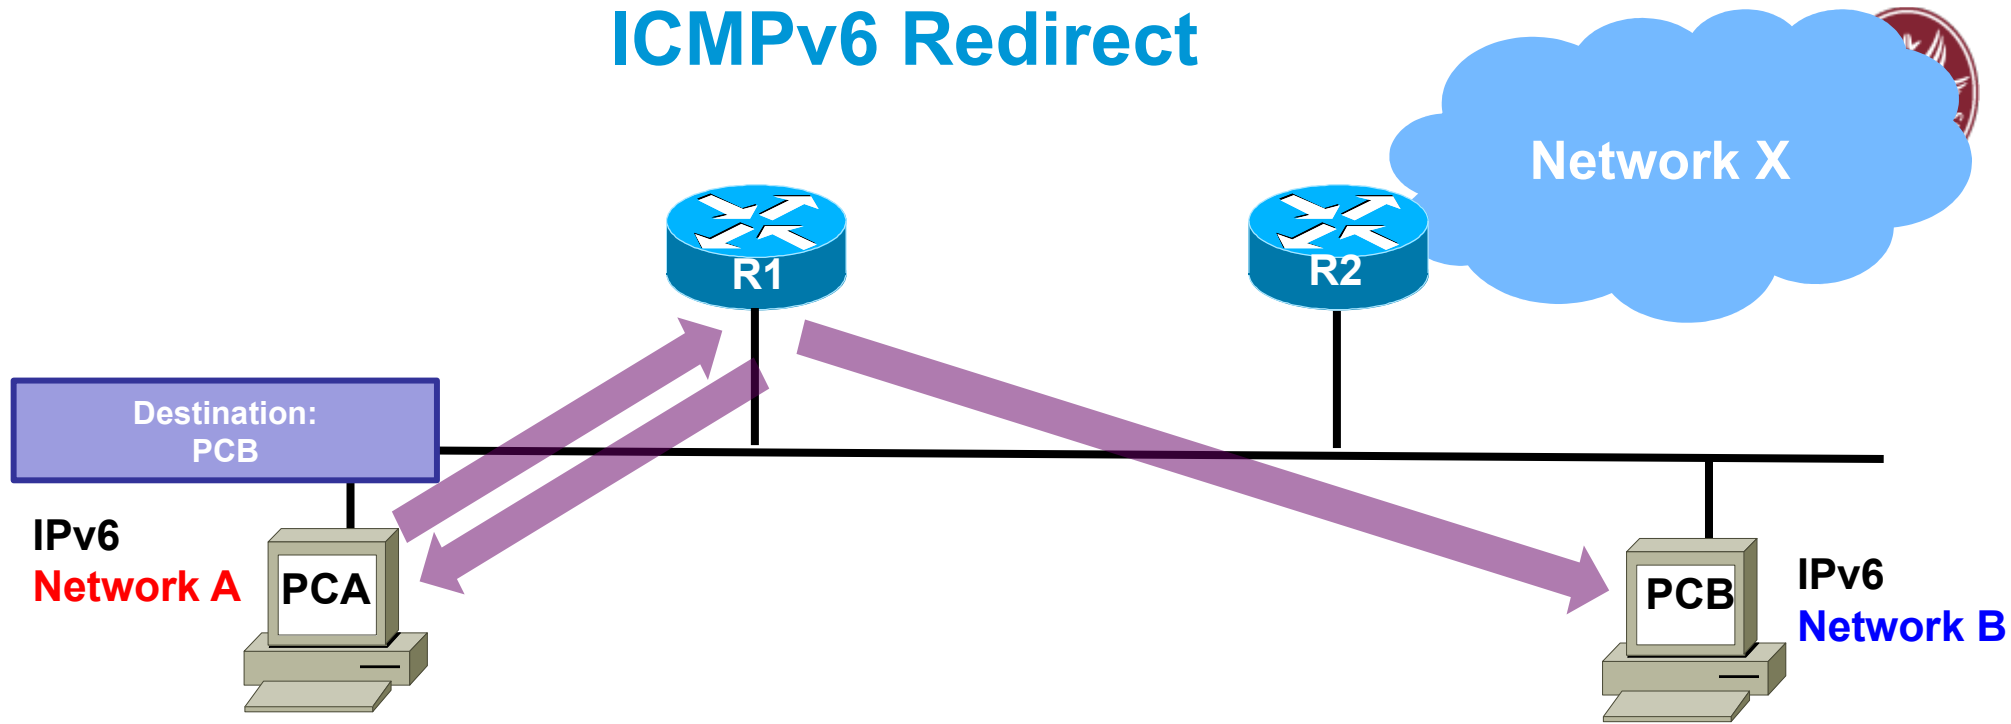 ICMPv6 Redirect
Network X
R1
R2
Destination:
PCB
IPv6
Network A
PCA
PCB
IPv6
Network B